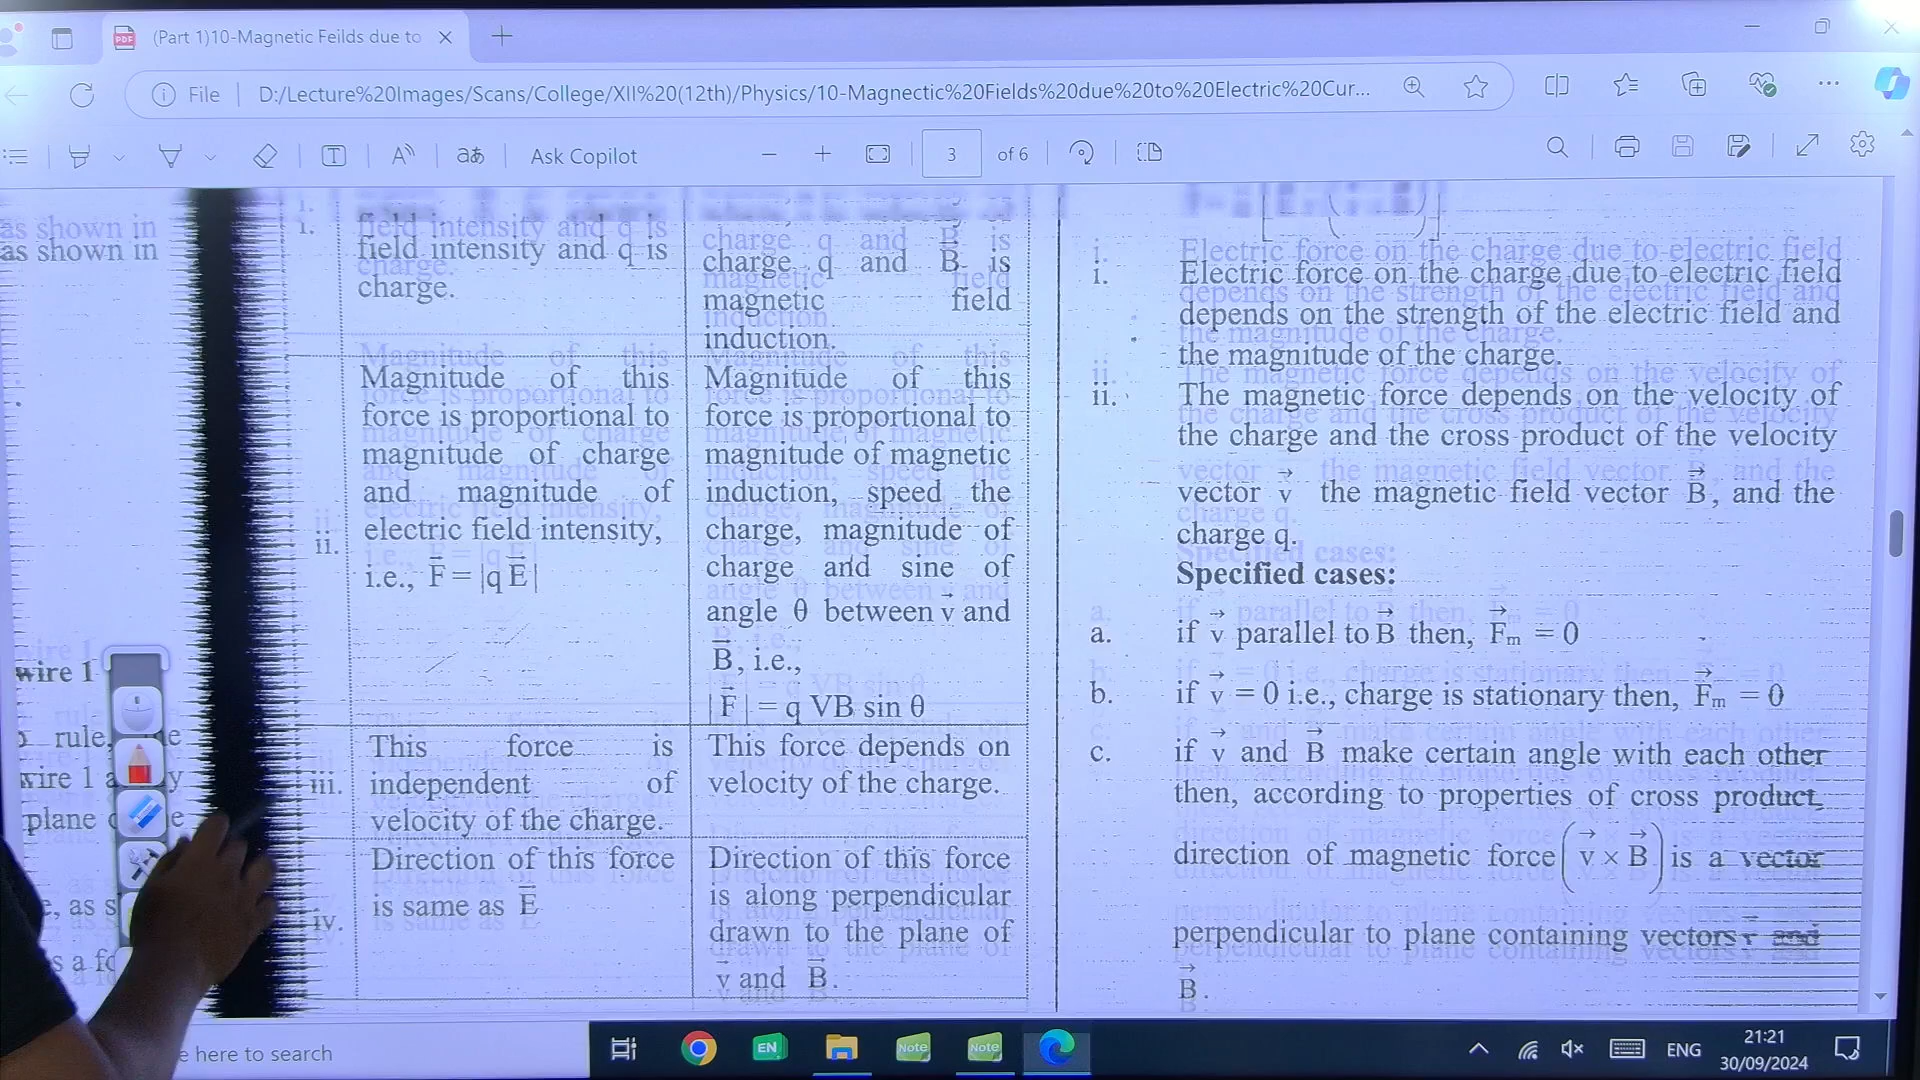 (Part 1)10-Magnetic Feilds due to
File
D:/Lecture%20Images/Scans/College/XII%20(12th)/Physics/10-Magnectic%20Fields%20due%20to%20Electric%20Cur...
Ask Copilot
3
of 6
as shown in
as shown in
wire 1
rule,
wire 1 a y
plane
e, as s
s a fo
i.
field intensity and q is
charge.
charge q and B is
magnetic field
induction.
ii.
Magnitude of this
force is proportional to
magnitude of charge
and magnitude of
electric field intensity,
i.e., F = |q E|
Magnitude of this
force is proportional to
magnitude of magnetic
induction, speed the
charge, magnitude of
charge and sine of
angle θ between v and
B, i.e.,
|F| = q VB sin θ
iii.
This force is
independent of
velocity of the charge.
This force depends on
velocity of the charge.
iv.
Direction of this force
is same as E
Direction of this force
is along perpendicular
drawn to the plane of
v and B.
i. Electric force on the charge due to electric field
depends on the strength of the electric field and
the magnitude of the charge.
ii. The magnetic force depends on the velocity of
the charge and the cross product of the velocity
vector v the magnetic field vector B, and the
charge q.
Specified cases:
a. if v parallel to B then, Fm = 0
b. if v = 0 i.e., charge is stationary then, Fm = 0
c. if v and B make certain angle with each other
then, according to properties of cross product
direction of magnetic force (v × B) is a vector
perpendicular to plane containing vectors v and
B.
e here to search
EN
Note
Note
ENG
21:21
30/09/2024